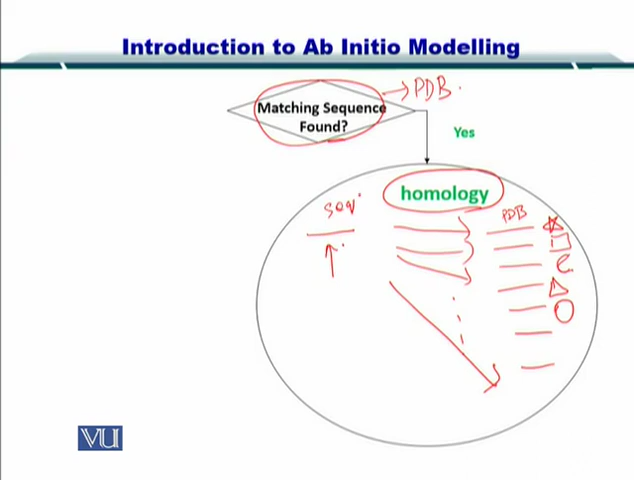 Introduction to Ab Initio Modelling
Matching Sequence
Found?
→ PDB.
Yes
homology
seq
PDB
VU